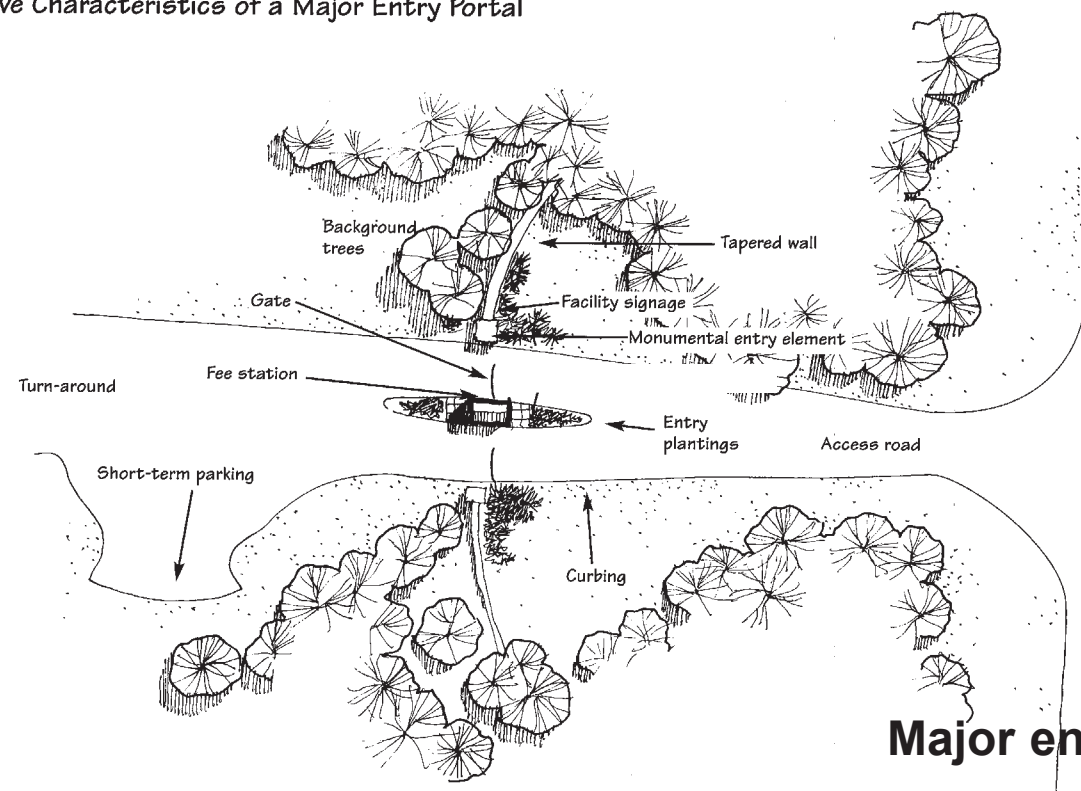 ve Characteristics of a Major Entry Portal
Background
trees
Tapered wall
Gate
Facility signage
Monumental entry element
Turn-around
Fee station
Entry
plantings
Access road
Short-term parking
Curbing
Major en